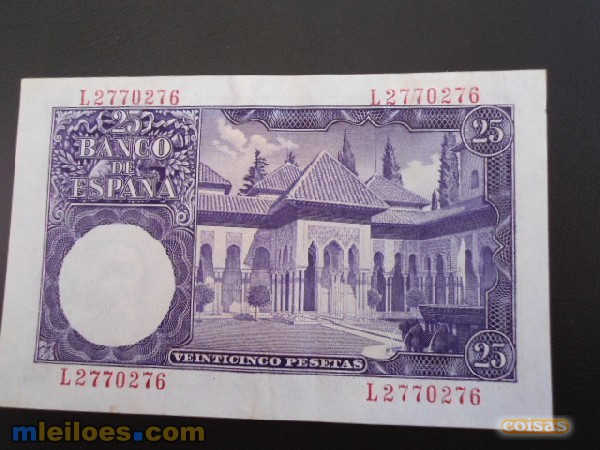 L2770276 L2770276
25
BANCO
DE
ESPAÑA
25
25
VEINTICINCO PESETAS
L2770276 L2770276
mleiloes.com
coisas